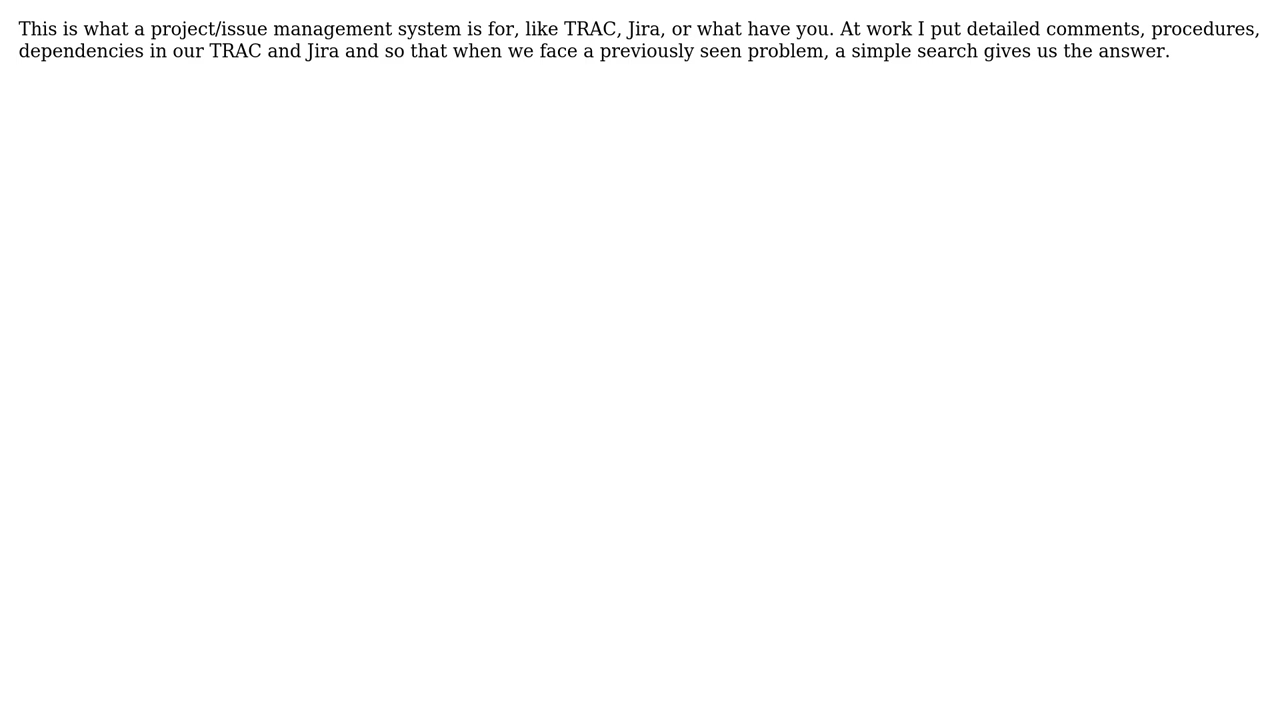 This is what a project/issue management system is for, like TRAC, Jira, or what have you. At work I put detailed comments, procedures,
dependencies in our TRAC and Jira and so that when we face a previously seen problem, a simple search gives us the answer.